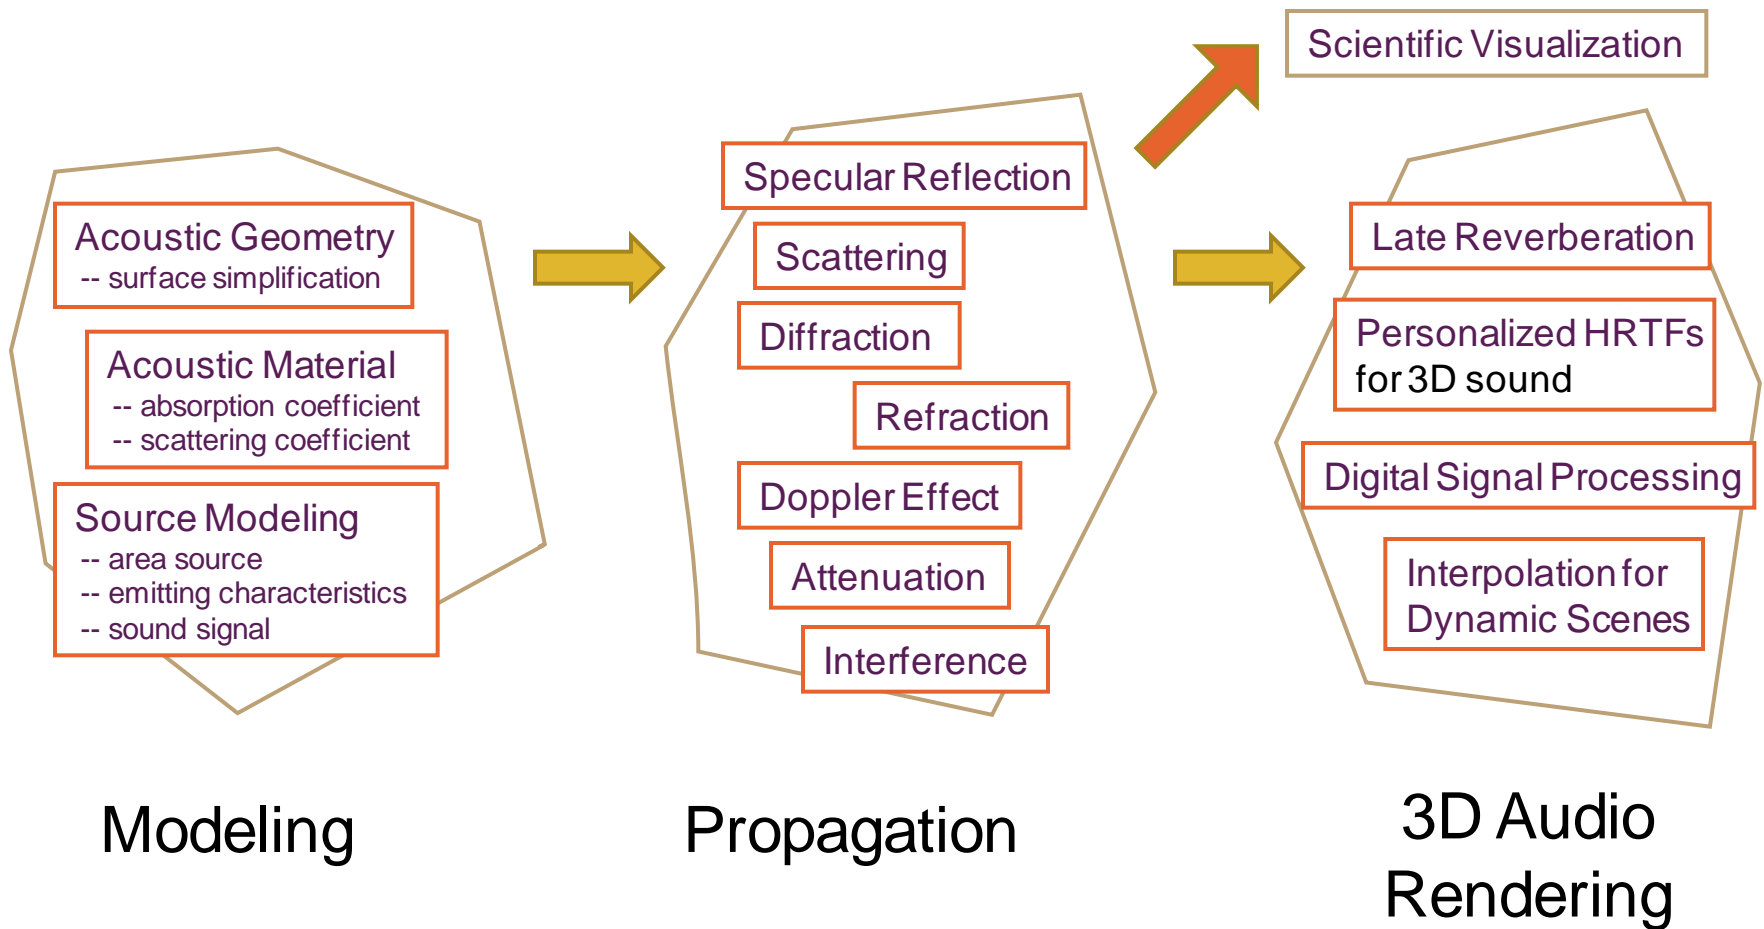 Scientific Visualization
Acoustic Geometry
-- surface simplification
Acoustic Material
-- absorption coefficient
-- scattering coefficient
Source Modeling
-- area source
-- emitting characteristics
-- sound signal
Modeling
Specular Reflection
Scattering
Diffraction
Refraction
Doppler Effect
Attenuation
Interference
Propagation
Late Reverberation
Personalized HRTFs
for 3D sound
Digital Signal Processing
Interpolation for
Dynamic Scenes
3D Audio
Rendering